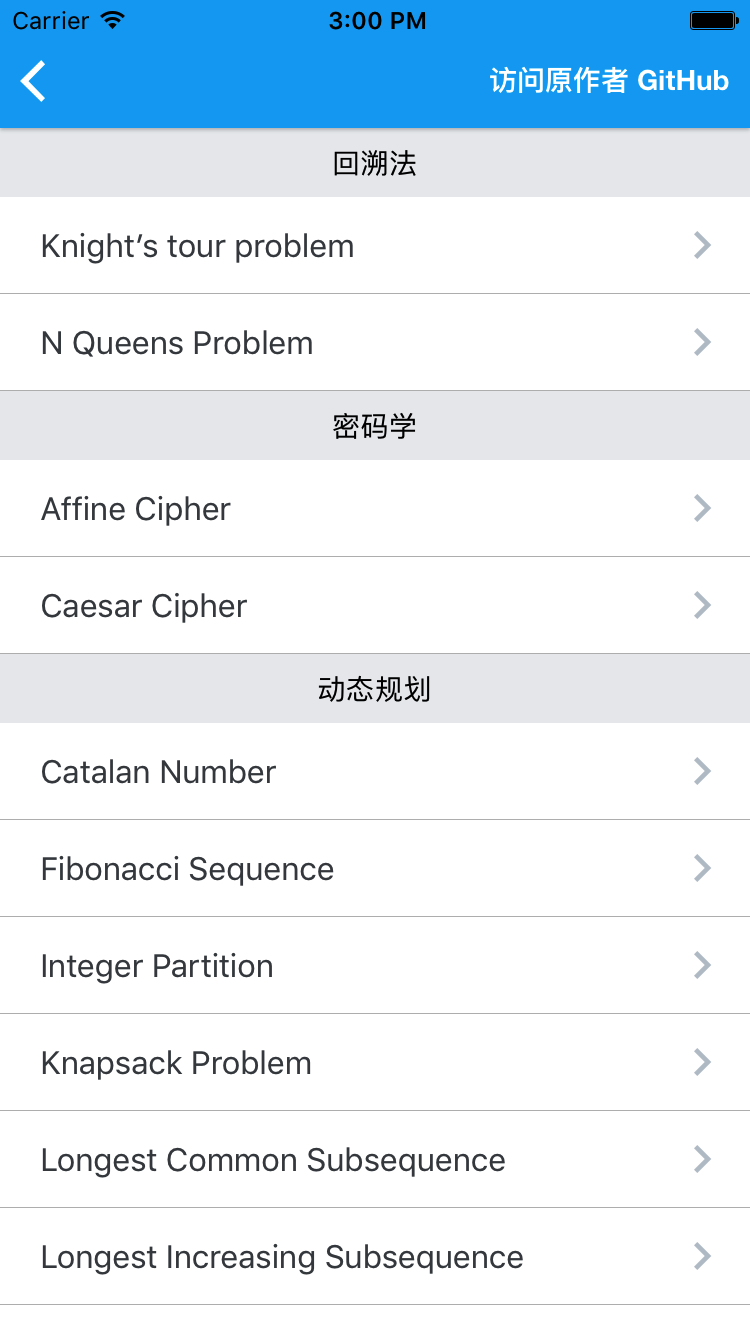 Carrier 3:00 PM
访问原作者 GitHub
回溯法
Knight’s tour problem
N Queens Problem
密码学
Affine Cipher
Caesar Cipher
动态规划
Catalan Number
Fibonacci Sequence
Integer Partition
Knapsack Problem
Longest Common Subsequence
Longest Increasing Subsequence